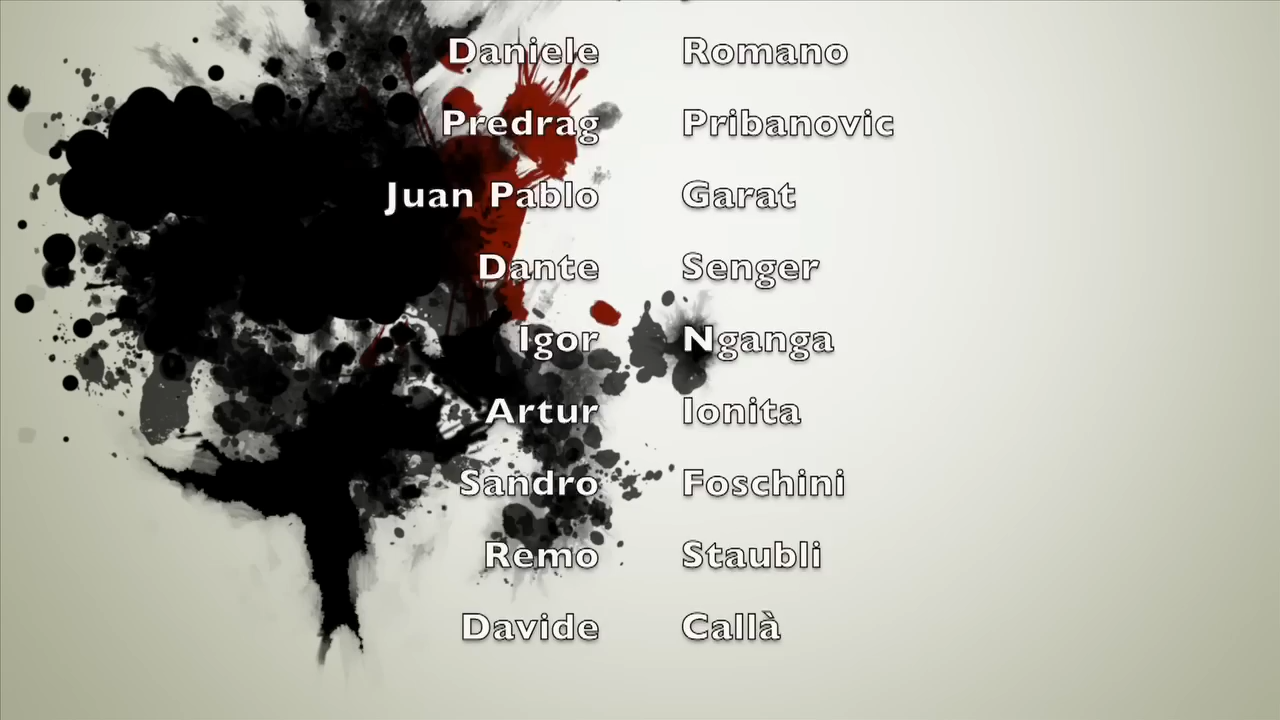 Daniele Romano
Predrag Pribanovic
Juan Pablo Garat
Dante Senger
Igor Nganga
Artur Ionita
Sandro Foschini
Remo Staubli
Davide Callà